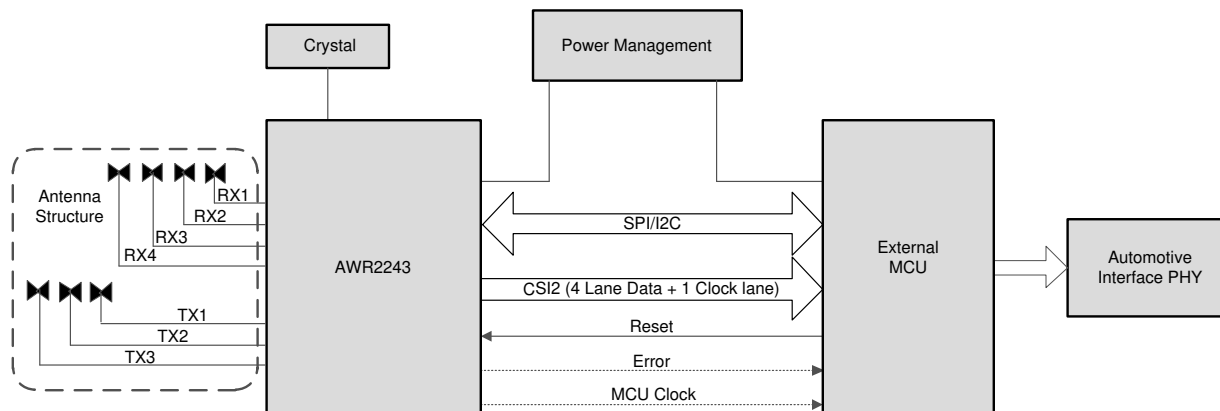 Crystal
Power Management
Antenna
Structure
RX1
RX2
RX3
RX4
TX1
TX2
TX3
AWR2243
SPI/I2C
CSI2 (4 Lane Data + 1 Clock lane)
Reset
Error
MCU Clock
External
MCU
Automotive
Interface PHY